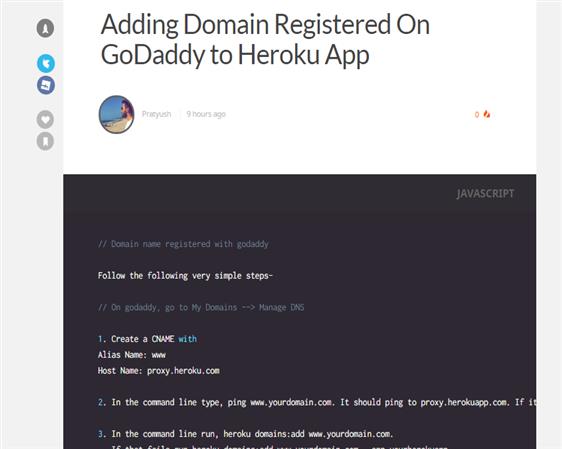 Adding Domain Registered On
GoDaddy to Heroku App
Pratyush
9 hours ago
0
JAVASCRIPT
// Domain name registered with godaddy
Follow the following very simple steps-
// On godaddy, go to My Domains --> Manage DNS
1. Create a CNAME with
Alias Name: www
Host Name: proxy.heroku.com
2. In the command line type, ping www.yourdomain.com. It should ping to proxy.herokuapp.com. If it
3. In the command line run, heroku domains:add www.yourdomain.com.